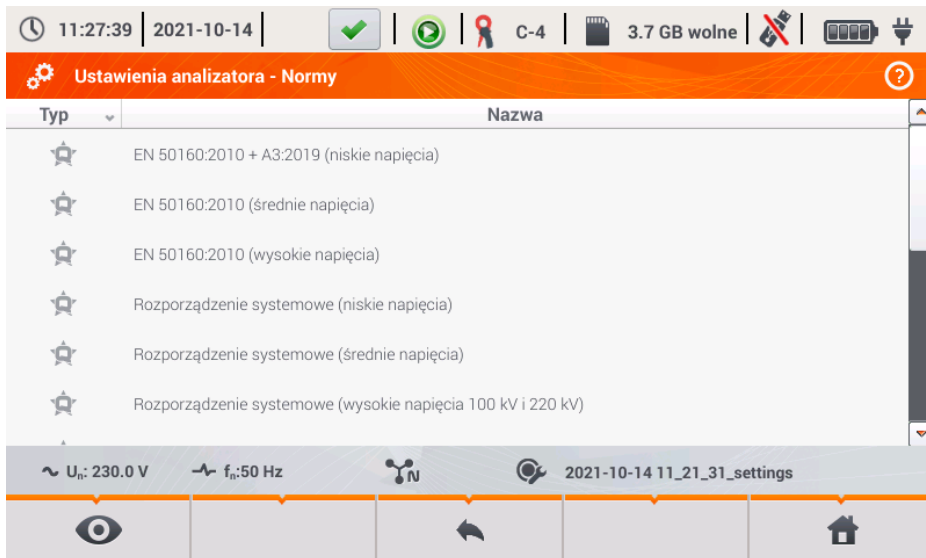 11:27:39 2021-10-14 C-4 3.7 GB wolne
Ustawienia analizatora - Normy ?
Typ Nazwa
EN 50160:2010 + A3:2019 (niskie napięcia)
EN 50160:2010 (średnie napięcia)
EN 50160:2010 (wysokie napięcia)
Rozporządzenie systemowe (niskie napięcia)
Rozporządzenie systemowe (średnie napięcia)
Rozporządzenie systemowe (wysokie napięcia 100 kV i 220 kV)
Un: 230.0 V fn:50 Hz N 2021-10-14 11_21_31_settings